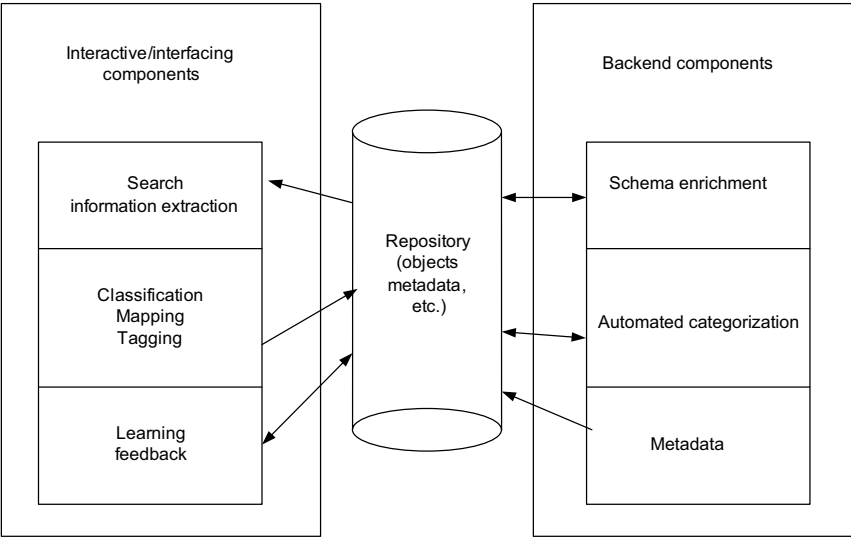 Interactive/interfacing
components
Search
information extraction
Classification
Mapping
Tagging
Learning
feedback
Repository
(objects
metadata,
etc.)
Backend components
Schema enrichment
Automated categorization
Metadata